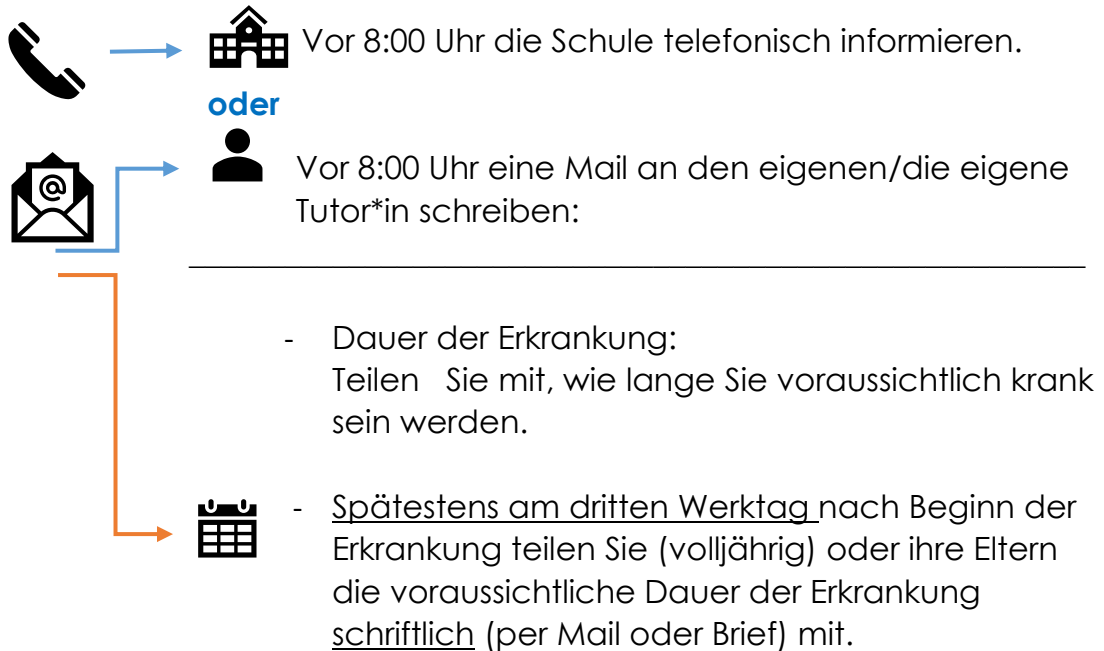 Vor 8:00 Uhr die Schule telefonisch informieren.
oder
@
Vor 8:00 Uhr eine Mail an den eigenen/die eigene
Tutor*in schreiben:
- Dauer der Erkrankung:
Teilen Sie mit, wie lange Sie voraussichtlich krank
sein werden.
- Spätestens am dritten Werktag nach Beginn der
Erkrankung teilen Sie (volljährig) oder ihre Eltern
die voraussichtliche Dauer der Erkrankung
schriftlich (per Mail oder Brief) mit.